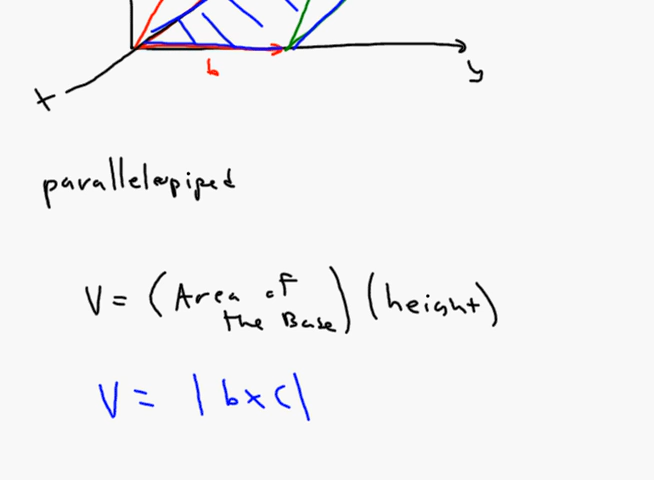 b
y
x
parallelepiped
V = (Area of
the Base) (height)
V = |b×c|